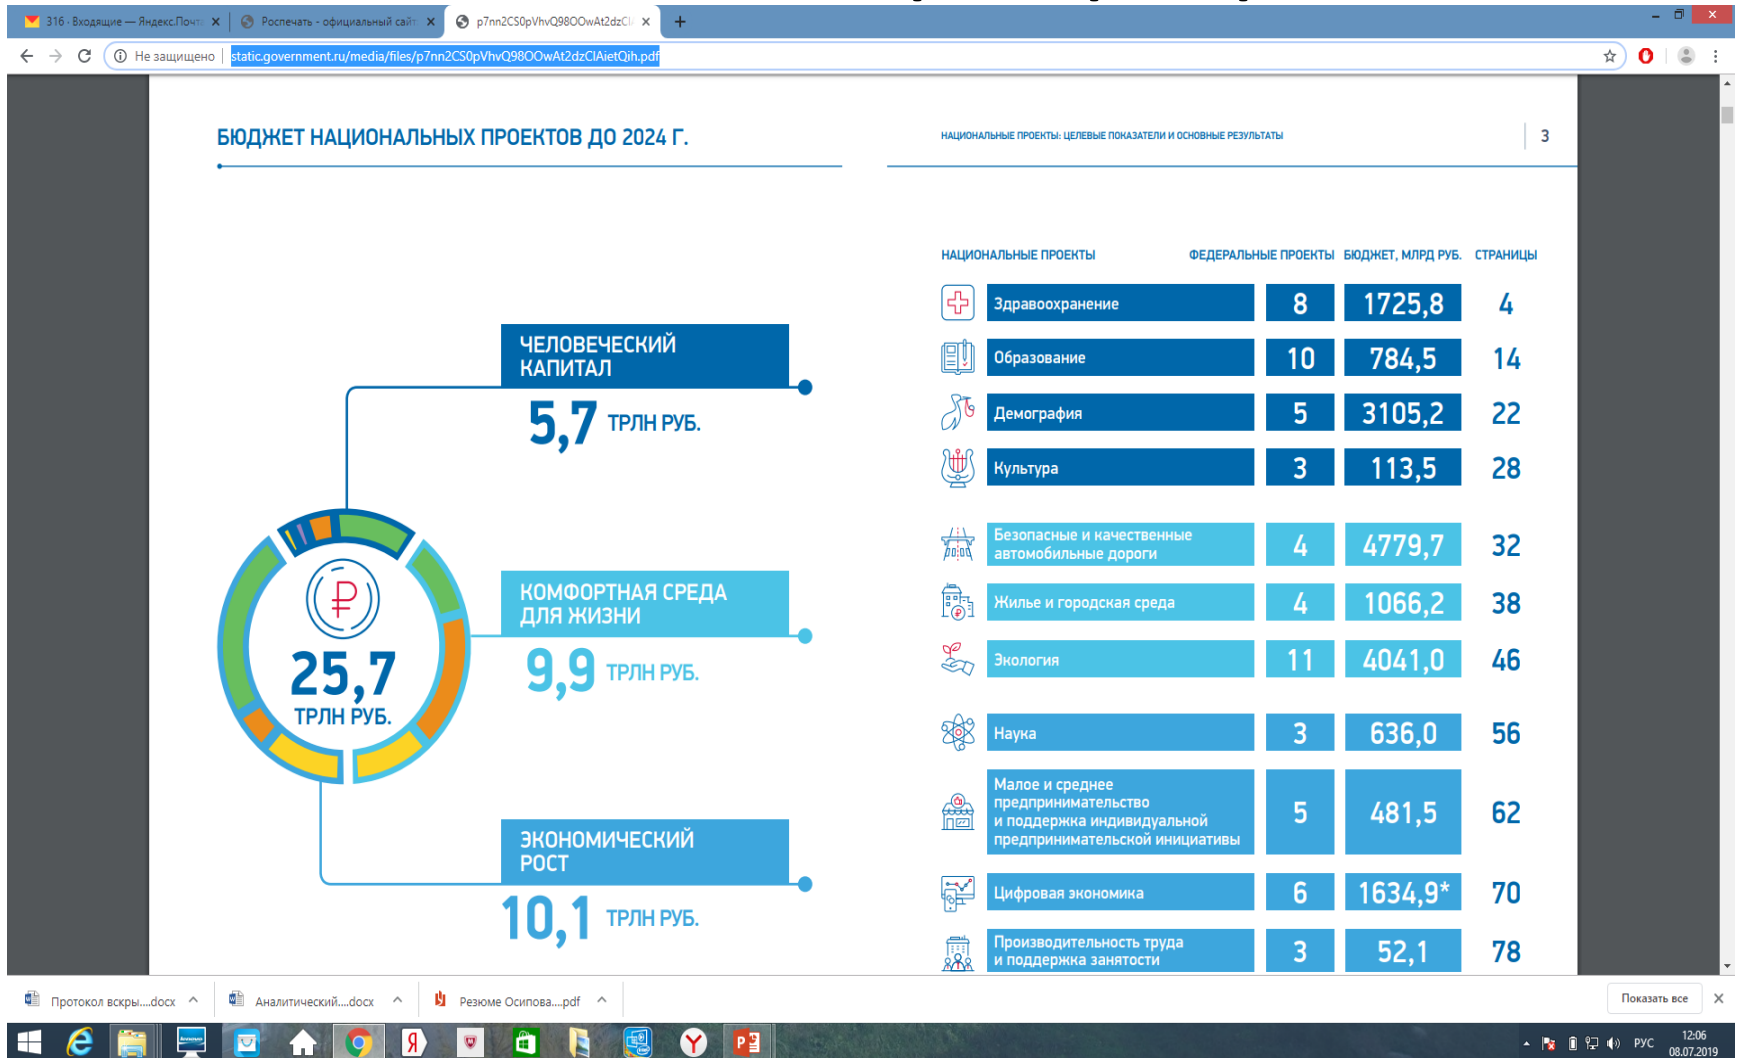 316 - Входящие — Яндекс.Почта
Роспечать - официальный сайт
p7nn2CS0pVhvQ98OOwAt2dzCl
Не защищено
static.government.ru/media/files/p7nn2CS0pVhvQ98OOwAt2dzClAietQih.pdf
БЮДЖЕТ НАЦИОНАЛЬНЫХ ПРОЕКТОВ ДО 2024 Г.
НАЦИОНАЛЬНЫЕ ПРОЕКТЫ: ЦЕЛЕВЫЕ ПОКАЗАТЕЛИ И ОСНОВНЫЕ РЕЗУЛЬТАТЫ
3
ЧЕЛОВЕЧЕСКИЙ
КАПИТАЛ
5,7 ТРЛН РУБ.
КОМФОРТНАЯ СРЕДА
ДЛЯ ЖИЗНИ
9,9 ТРЛН РУБ.
25,7
ТРЛН РУБ.
ЭКОНОМИЧЕСКИЙ
РОСТ
10,1 ТРЛН РУБ.
НАЦИОНАЛЬНЫЕ ПРОЕКТЫ ФЕДЕРАЛЬНЫЕ ПРОЕКТЫ БЮДЖЕТ, МЛРД РУБ. СТРАНИЦЫ
Здравоохранение 8 1725,8 4
Образование 10 784,5 14
Демография 5 3105,2 22
Культура 3 113,5 28
Безопасные и качественные
автомобильные дороги 4 4779,7 32
Жилье и городская среда 4 1066,2 38
Экология 11 4041,0 46
Наука 3 636,0 56
Малое и среднее
предпринимательство
и поддержка индивидуальной
предпринимательской инициативы 5 481,5 62
Цифровая экономика 6 1634,9* 70
Производительность труда
и поддержка занятости 3 52,1 78
Протокол вскры....docx
Аналитический....docx
Резюме Осипова....pdf
Показать все
РУС
12:06
08.07.2019